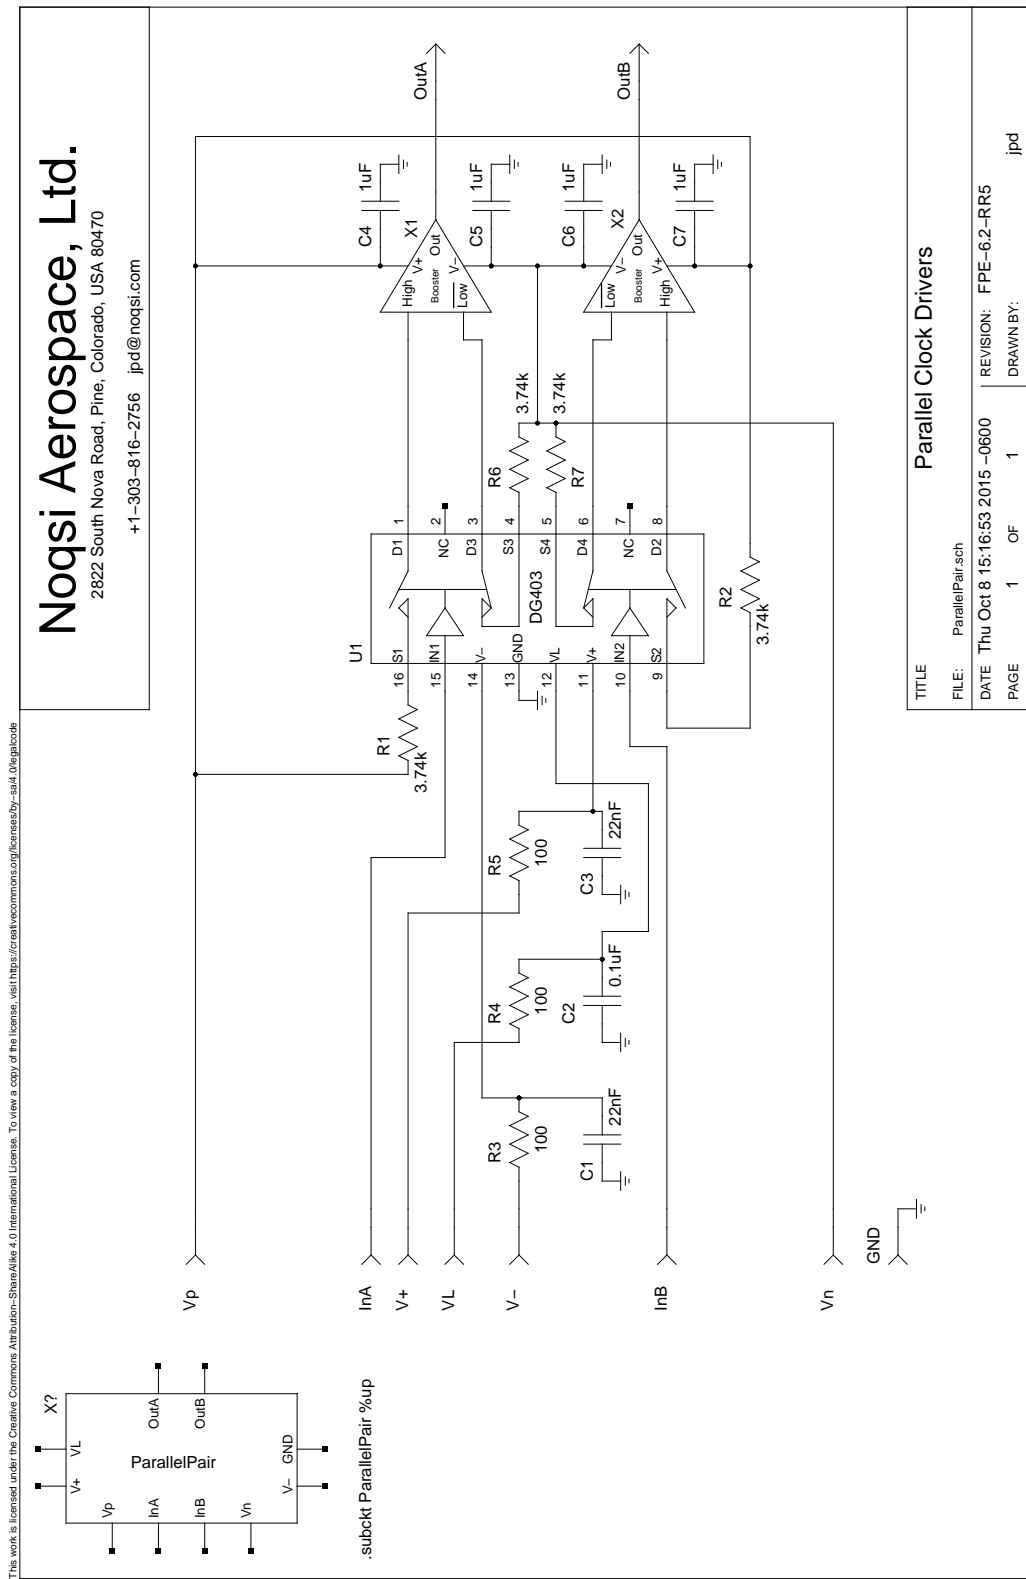 This work is licensed under the Creative Commons Attribution−ShareAlike 4.0 International License. To view a copy of the license, visit https://creativecommons.org/licenses/by−sa/4.0/legalcode
Noqsi Aerospace, Ltd.
2822 South Nova Road, Pine, Colorado, USA 80470
+1−303−816−2756 jpd@noqsi.com
X?
V+
VL
Vp
InA
InB
Vn
ParallelPair
OutA
OutB
V−
GND
.subckt ParallelPair %up
Vp
InA
V+
VL
V−
InB
Vn
GND
R3
100
C1
22nF
R4
100
C2
0.1uF
R5
100
C3
22nF
R1
3.74k
U1
16
S1
15
IN1
14
V−
13
GND
12
VL
11
V+
10
IN2
9
S2
DG403
D1
1
NC
2
D3
3
S3
4
S4
5
D4
6
NC
7
D2
8
R2
3.74k
R6
3.74k
R7
3.74k
High
V+
Booster
Out
Low
V−
X1
C4
1uF
C5
1uF
C6
1uF
X2
Low
V−
Booster
Out
High
V+
C7
1uF
OutA
OutB
TITLE
Parallel Clock Drivers
FILE: ParallelPair.sch
REVISION: FPE−6.2−RR5
DATE Thu Oct 8 15:16:53 2015 −0600
PAGE 1 OF 1
DRAWN BY: jpd